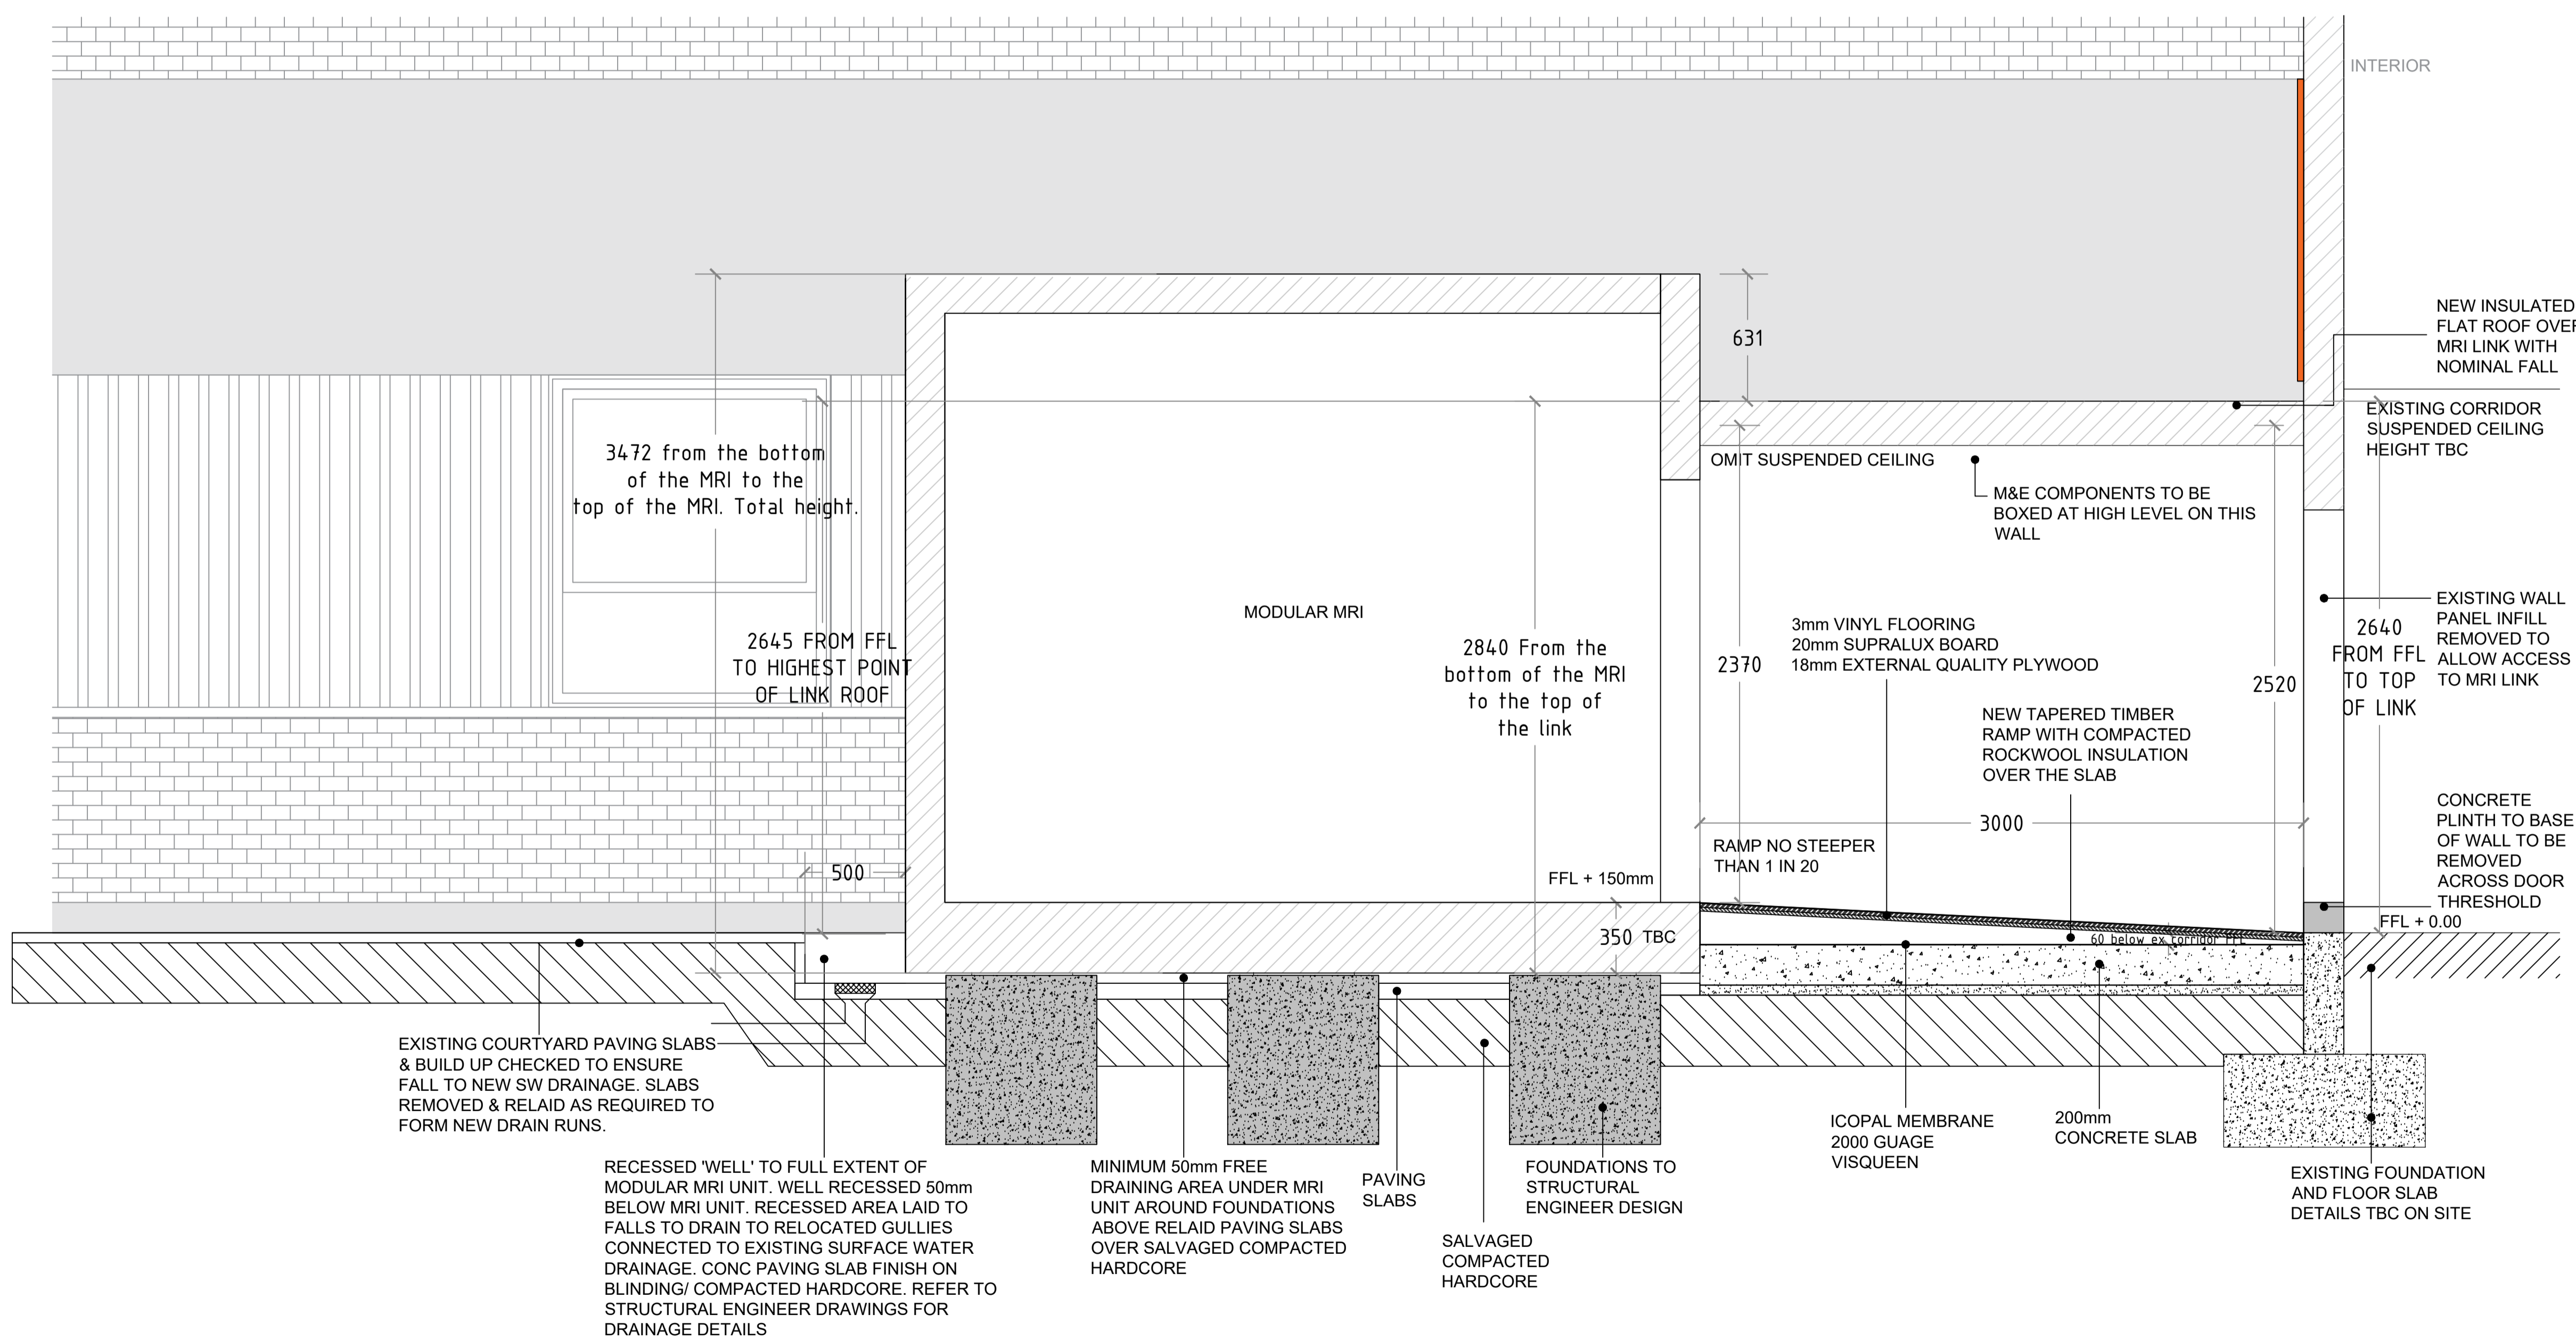 INTERIOR
NEW INSULATED
FLAT ROOF OVER
MRI LINK WITH
NOMINAL FALL
631
EXISTING CORRIDOR
SUSPENDED CEILING
HEIGHT TBC
3472 from the bottom
of the MRI to the
top of the MRI. Total height.
OMIT SUSPENDED CEILING
M&E COMPONENTS TO BE
BOXED AT HIGH LEVEL ON THIS
WALL
MODULAR MRI
2645 FROM FFL
TO HIGHEST POINT
OF LINK ROOF
2840 From the
bottom of the MRI
to the top of
the link
2370
3mm VINYL FLOORING
20mm SUPRALUX BOARD
18mm EXTERNAL QUALITY PLYWOOD
2520
2640
FROM FFL
TO TOP
OF LINK
EXISTING WALL
PANEL INFILL
REMOVED TO
ALLOW ACCESS
TO MRI LINK
NEW TAPERED TIMBER
RAMP WITH COMPACTED
ROCKWOOL INSULATION
OVER THE SLAB
3000
CONCRETE
PLINTH TO BASE
OF WALL TO BE
REMOVED
ACROSS DOOR
THRESHOLD
RAMP NO STEEPER
THAN 1 IN 20
500
FFL + 150mm
FFL + 0.00
350 TBC
60 below ex corridor FFL
EXISTING COURTYARD PAVING SLABS
& BUILD UP CHECKED TO ENSURE
FALL TO NEW SW DRAINAGE. SLABS
REMOVED & RELAID AS REQUIRED TO
FORM NEW DRAIN RUNS.
RECESSED 'WELL' TO FULL EXTENT OF
MODULAR MRI UNIT. WELL RECESSED 50mm
BELOW MRI UNIT. RECESSED AREA LAID TO
FALLS TO DRAIN TO RELOCATED GULLIES
CONNECTED TO EXISTING SURFACE WATER
DRAINAGE. CONC PAVING SLAB FINISH ON
BLINDING/ COMPACTED HARDCORE. REFER TO
STRUCTURAL ENGINEER DRAWINGS FOR
DRAINAGE DETAILS
MINIMUM 50mm FREE
DRAINING AREA UNDER MRI
UNIT AROUND FOUNDATIONS
ABOVE RELAID PAVING SLABS
OVER SALVAGED COMPACTED
HARDCORE
PAVING
SLABS
SALVAGED
COMPACTED
HARDCORE
FOUNDATIONS TO
STRUCTURAL
ENGINEER DESIGN
ICOPAL MEMBRANE
2000 GUAGE
VISQUEEN
200mm
CONCRETE SLAB
EXISTING FOUNDATION
AND FLOOR SLAB
DETAILS TBC ON SITE